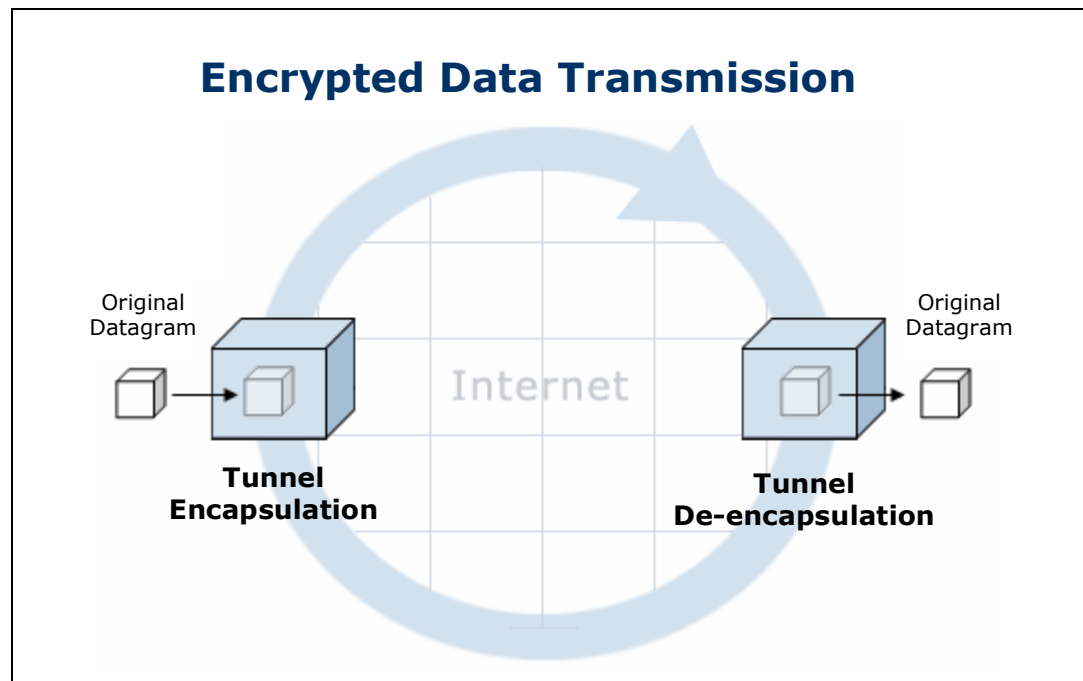 Encrypted Data Transmission
Original
Datagram
Original
Datagram
Internet
Tunnel
Encapsulation
Tunnel
De-encapsulation